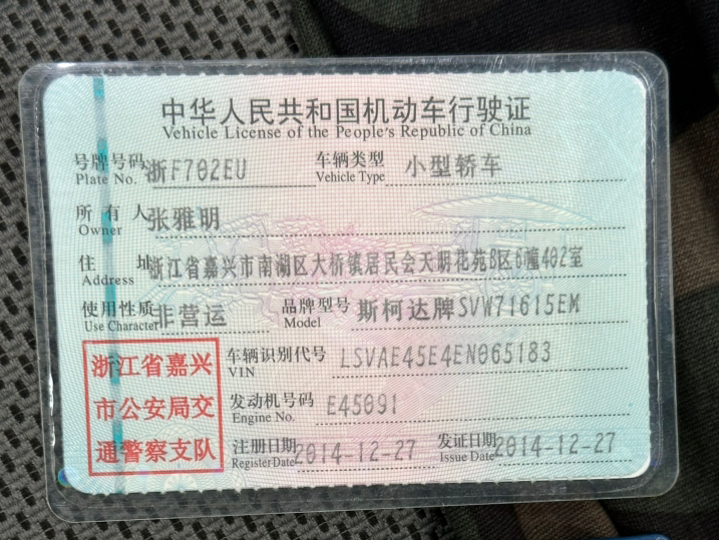 中华人民共和国机动车行驶证
Vehicle License of the People's Republic of China
号牌号码 浙F702EU 车辆类型 小型轿车
Plate No. Vehicle Type
所有人 张雅明
Owner
住址 浙江省嘉兴市南湖区大桥镇居民会天明花苑B区6幢402室
Address
使用性质 非营运 品牌型号 斯柯达牌SVW71615EM
Use Character Model
浙江省嘉兴
市公安局交
通警察支队
车辆识别代号 LSVAE45E4EN065183
VIN
发动机号码 E45091
Engine No.
注册日期 2014-12-27 发证日期 2014-12-27
Register Date Issue Date